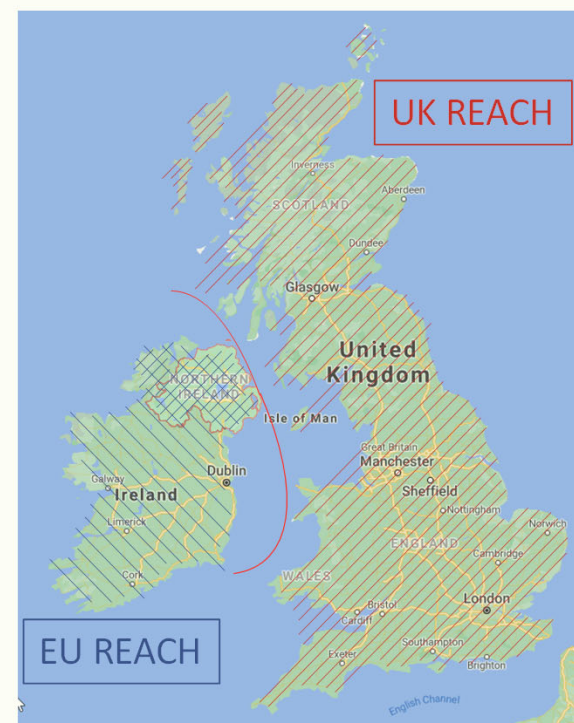 UK REACH
Inverness
Aberdeen
SCOTLAND
Dundee
Glasgow
United
Kingdom
NORTHERN
IRELAND
Isle of Man
Great Britain
Manchester
Dublin
Galway
Ireland
Sheffield
Nottingham
Limerick
Norwich
ENGLAND
Cambridge
Cork
WALES
London
Bristol
Cardiff
EU REACH
Southampton
Exeter
Brighton
English Channel